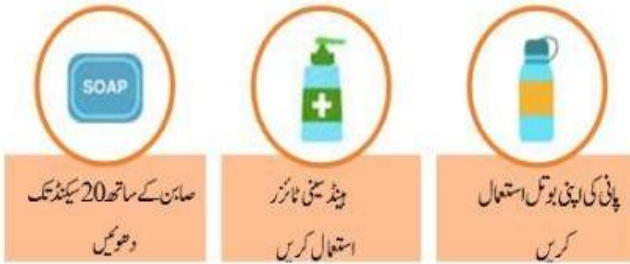 SOAP
پانی کی اپنی بوتل استعمال
کریں
ہینڈ سینی ٹائزر
استعمال کریں
صابن کے ساتھ 20 سیکنڈ تک
دھوئیں